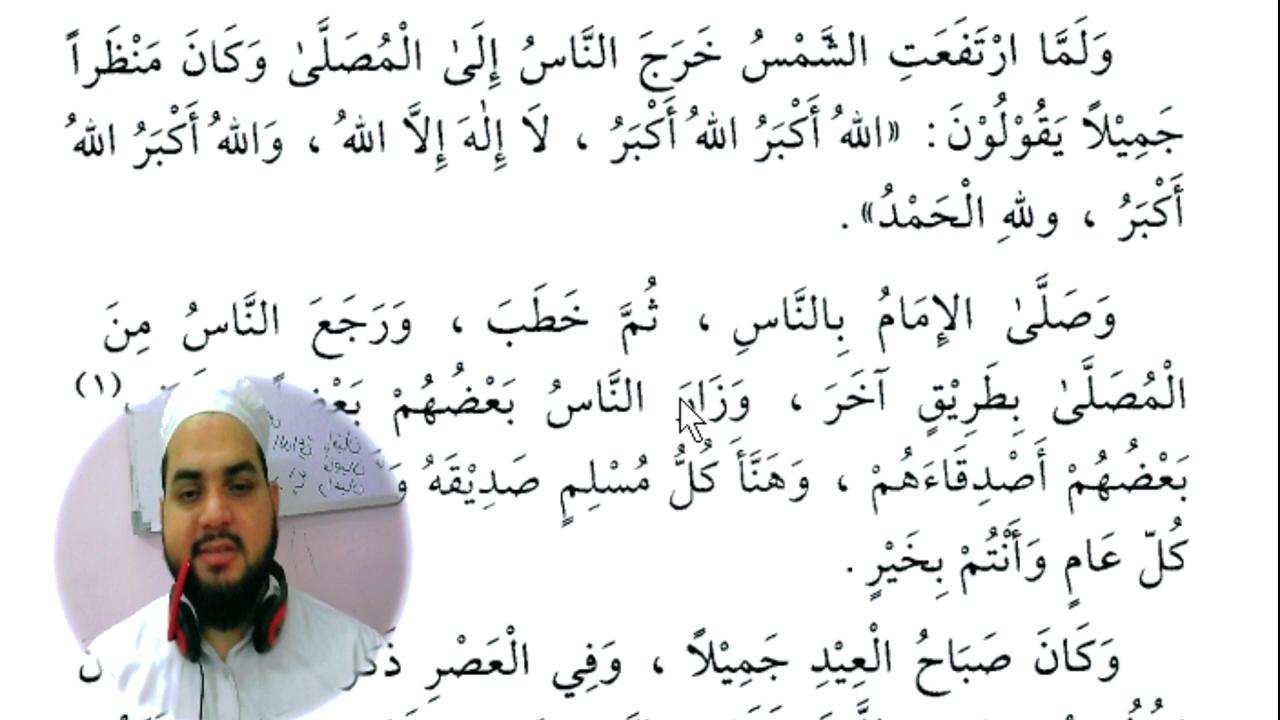 وَلَمَّا ارْتَفَعَتِ الشَّمْسُ خَرَجَ النَّاسُ إِلَىٰ الْمُصَلَّىٰ وَكَانَ مَنْظَراً
جَمِيْلاً يَقُوْلُوْنَ : «اللهُ أَكْبَرُ اللهُ أَكْبَرُ ، لَا إِلٰهَ إِلَّا اللهُ ، وَاللهُ أَكْبَرُ اللهُ
أَكْبَرُ ، وللهِ الْحَمْدُ» .
وَصَلَّىٰ الإِمَامُ بِالنَّاسِ ، ثُمَّ خَطَبَ ، وَرَجَعَ النَّاسُ مِنَ
الْمُصَلَّىٰ بِطَرِيْقٍ آخَرَ ، وَزَارَ النَّاسُ بَعْضُهُمْ (١)
بَعْضُهُمْ أَصْدِقَاءَهُمْ ، وَهَنَّأَ كُلُّ مُسْلِمٍ صَدِيْقَهُ
كُلّ عَامٍ وَأَنْتُمْ بِخَيْرٍ .
وَكَانَ صَبَاحُ الْعِيْدِ جَمِيْلاً ، وَفِي الْعَصْرِ